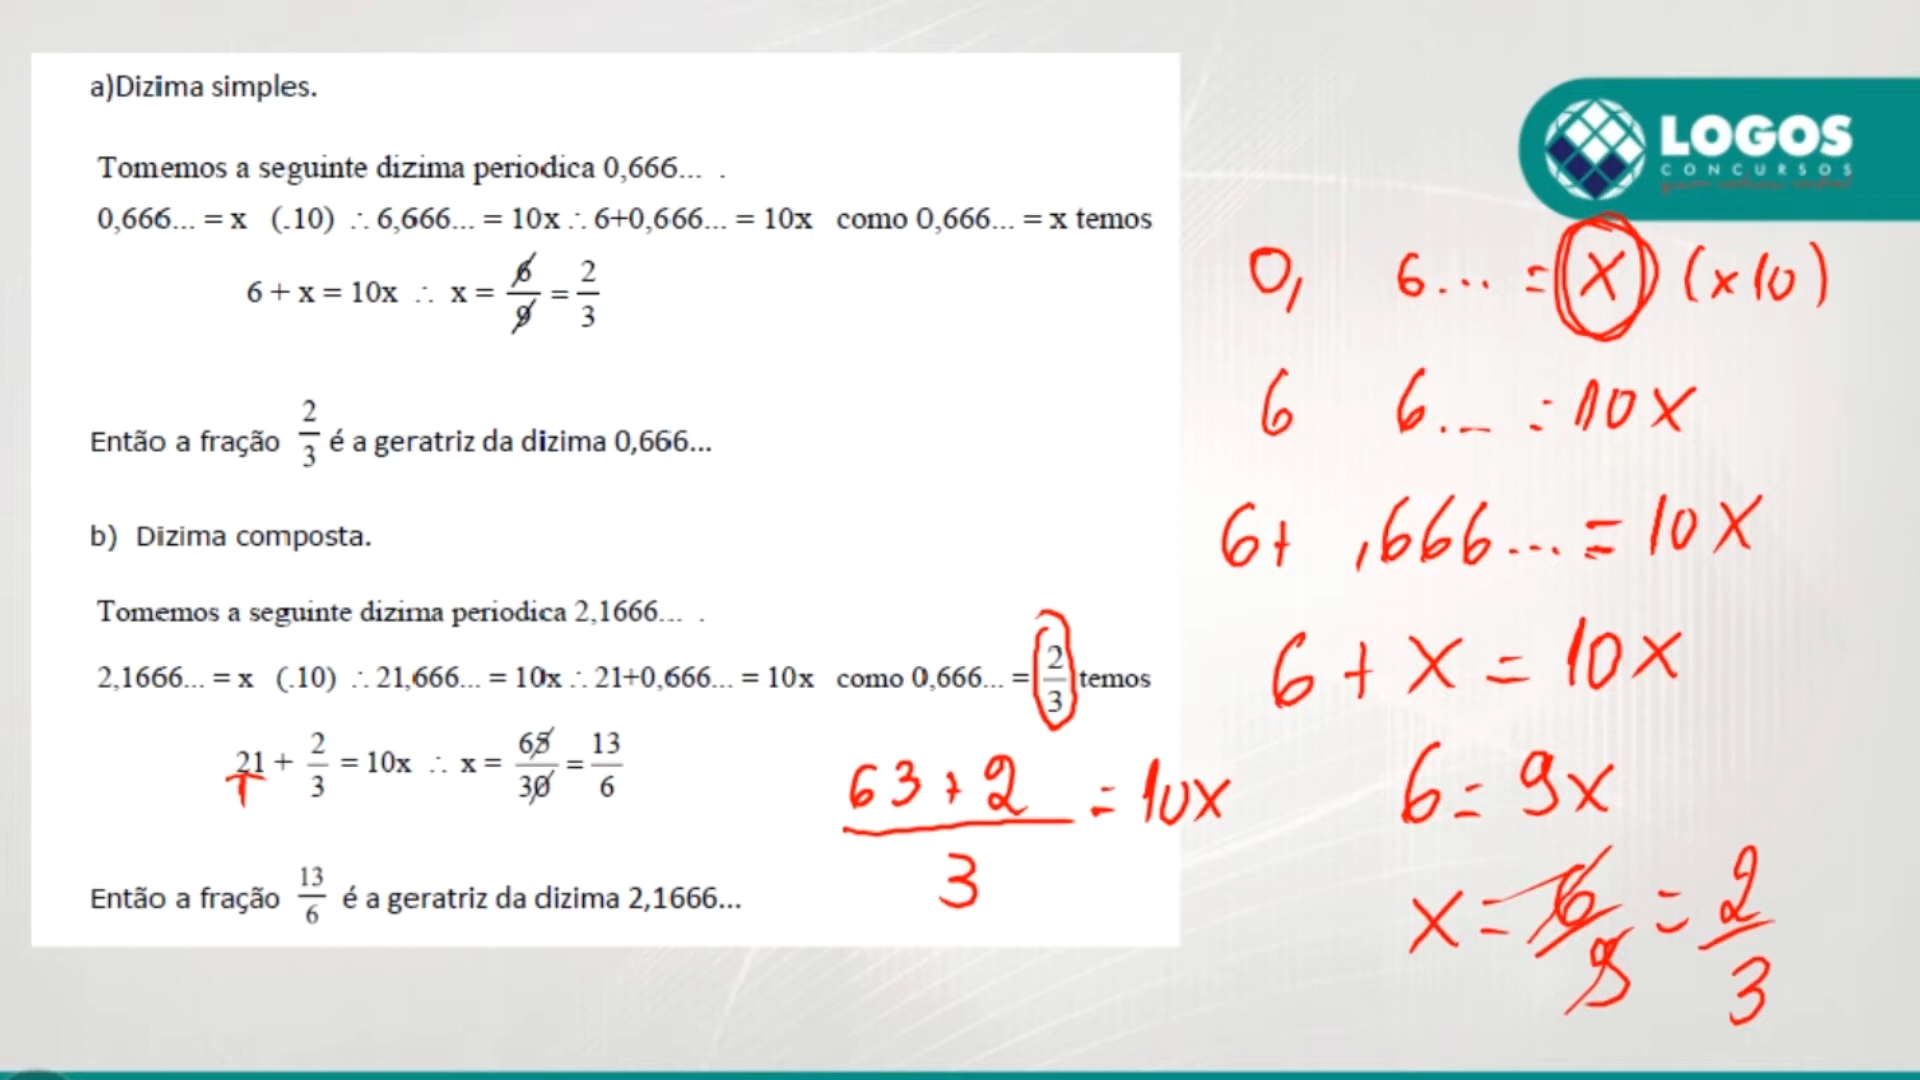 a)Dizima simples.
Tomemos a seguinte dizima periodica 0,666... .
0,666... = x (.10) ∴ 6,666... = 10x ∴ 6+0,666... = 10x como 0,666... = x temos
6 + x = 10x ∴ x = 6/9 = 2/3
Então a fração 2/3 é a geratriz da dizima 0,666...
b) Dizima composta.
Tomemos a seguinte dizima periodica 2,1666... .
2,1666... = x (.10) ∴ 21,666... = 10x ∴ 21+0,666... = 10x como 0,666... = 2/3 temos
21 + 2/3 = 10x ∴ x = 65/30 = 13/6
Então a fração 13/6 é a geratriz da dizima 2,1666...
63 + 2 / 3 = 10x
LOGOS
CONCURSOS
0, 6... = x (x10)
6 6... = 10x
6+ ,666... = 10x
6 + x = 10x
6 = 9x
x = 6/9 = 2/3